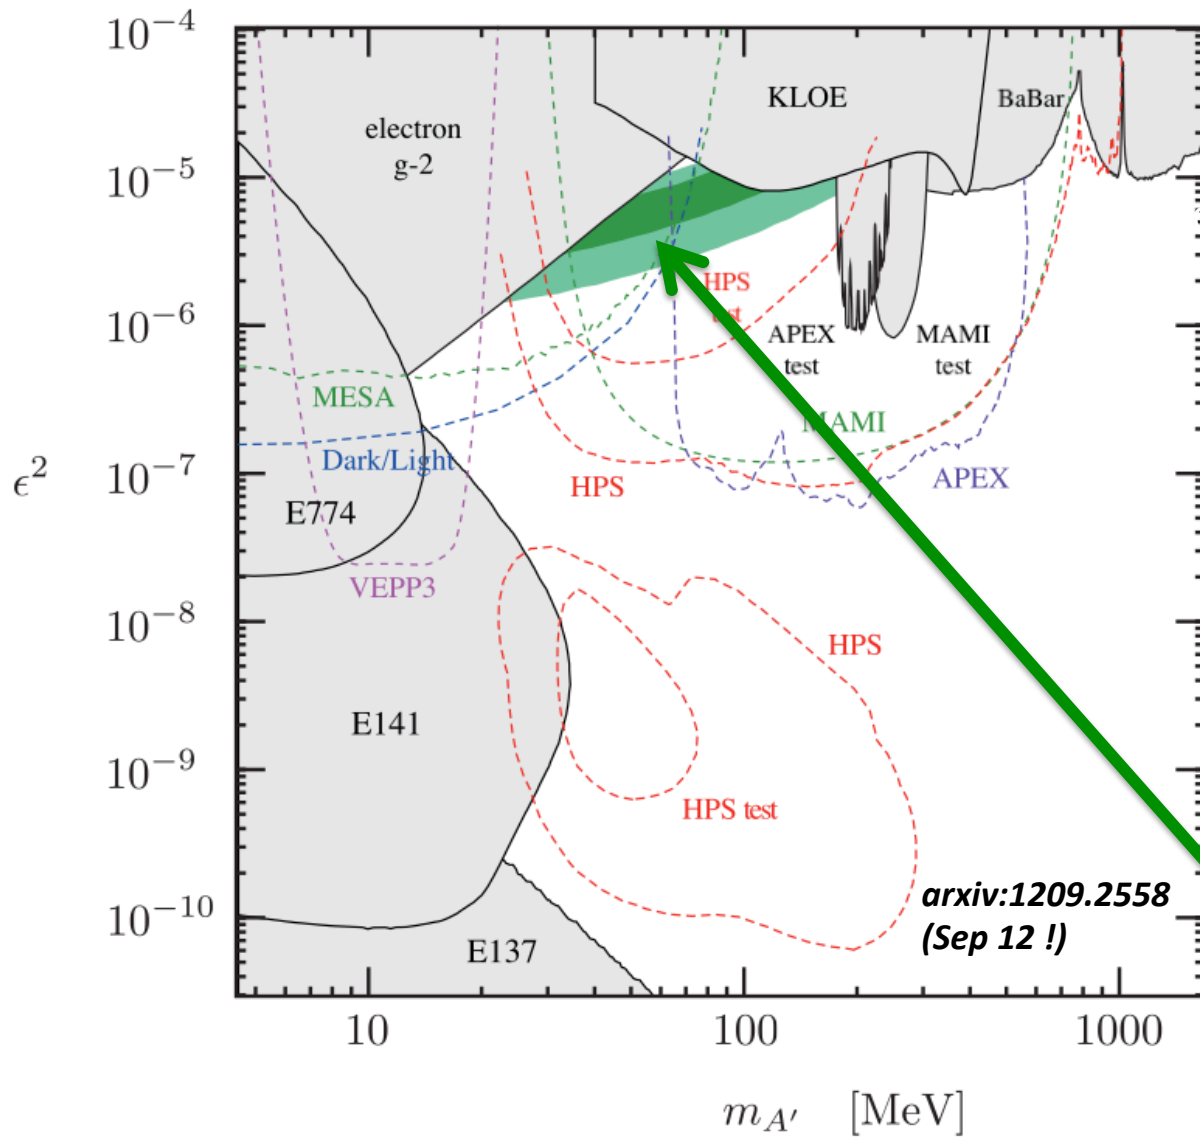 10⁻⁴
KLOE
BaBar
electron
g-2
10⁻⁵
HPS
test
10⁻⁶
APEX
test
MAMI
test
MESA
MAMI
Dark/Light
10⁻⁷
ϵ²
HPS
APEX
E774
VEPP3
10⁻⁸
HPS
E141
10⁻⁹
HPS test
arxiv:1209.2558
(Sep 12 !)
10⁻¹⁰
E137
10
100
1000
m_A′ [MeV]